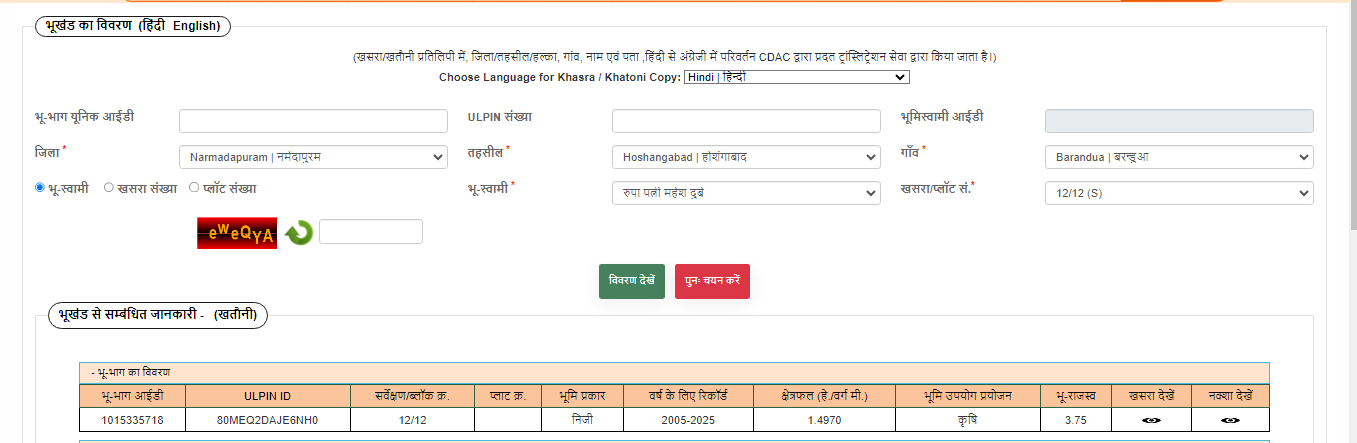 भूखंड का विवरण (हिंदी English)
(खसरा/खतौनी प्रतिलिपी में, जिला/तहसील/हल्का, गांव, नाम एवं पता ,हिंदी से अंग्रेजी में परिवर्तन CDAC द्वारा प्रदत ट्रांस्लिट्रेशन सेवा द्वारा किया जाता है।)
Choose Language for Khasra / Khatoni Copy: Hindi | हिन्दी
भू-भाग यूनिक आईडी ULPIN संख्या भूमिस्वामी आईडी
जिला * Narmadapuram | नर्मदापुरम तहसील * Hoshangabad | होशंगाबाद गाँव * Barandua | बरन्डुआ
भू-स्वामी खसरा संख्या प्लॉट संख्या भू-स्वामी * रुपा पत्नी महेश दुबे खसरा/प्लॉट सं.* 12/12 (S)
eWeQYA
विवरण देखें पुनः चयन करें
भूखंड से सम्बंधित जानकारी - (खतौनी)
- भू-भाग का विवरण
भू-भाग आईडी ULPIN ID सर्वेक्षण/ब्लॉक क्र. प्लाट क्र. भूमि प्रकार वर्ष के लिए रिकॉर्ड क्षेत्रफल (हे./वर्ग मी.) भूमि उपयोग प्रयोजन भू-राजस्व खसरा देखें नक्शा देखें
1015335718 80MEQ2DAJE6NH0 12/12 निजी 2005-2025 1.4970 कृषि 3.75